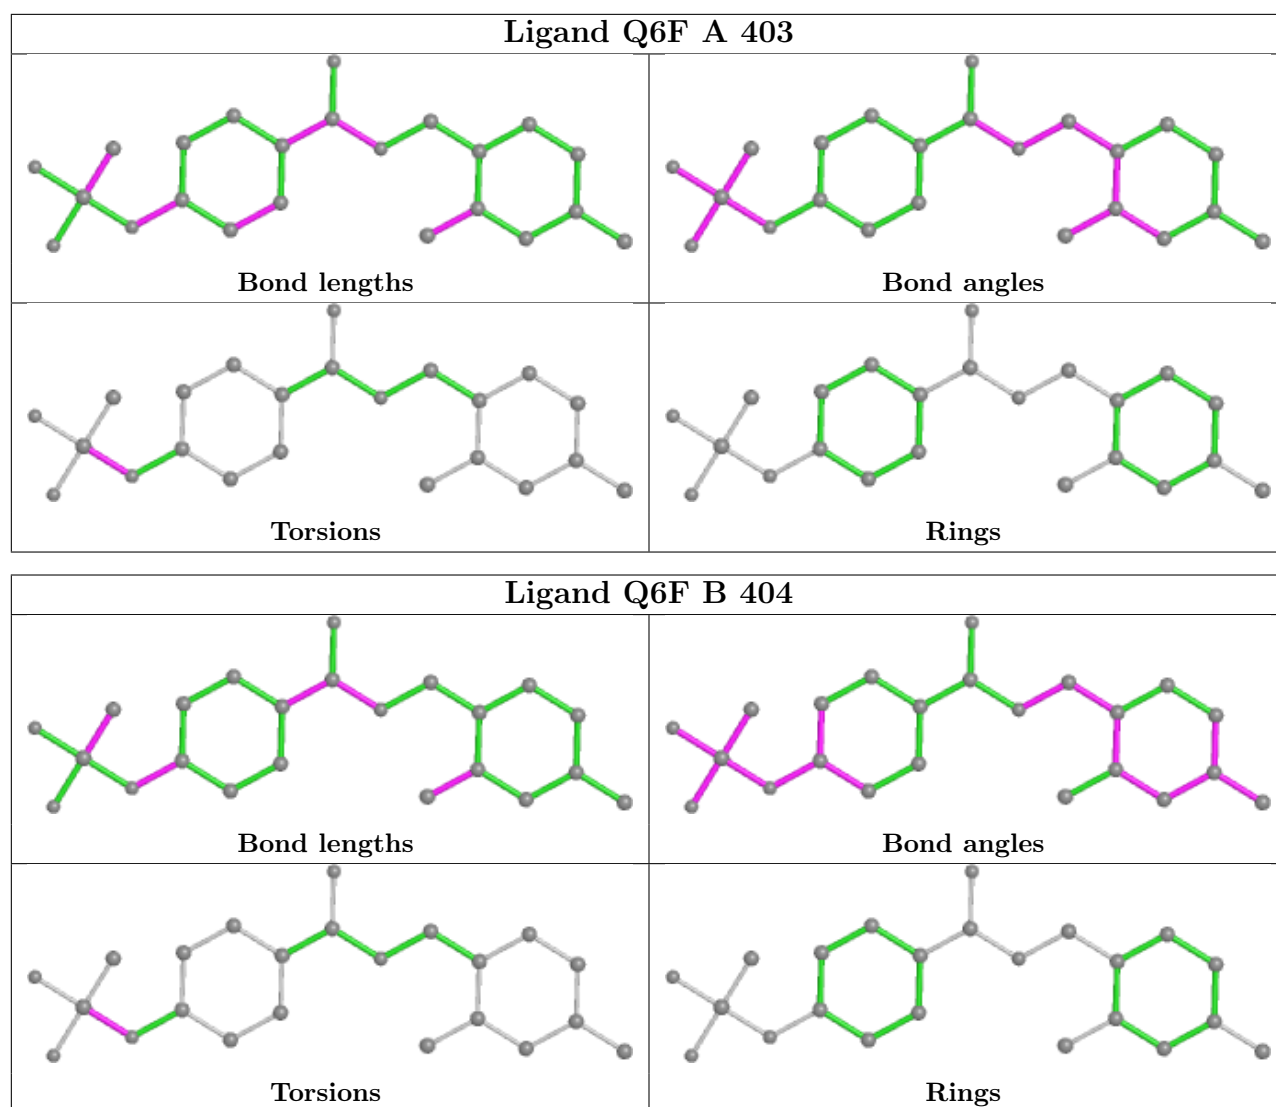 Ligand Q6F A 403
Bond lengths
Bond angles
Torsions
Rings
Ligand Q6F B 404
Bond lengths
Bond angles
Torsions
Rings